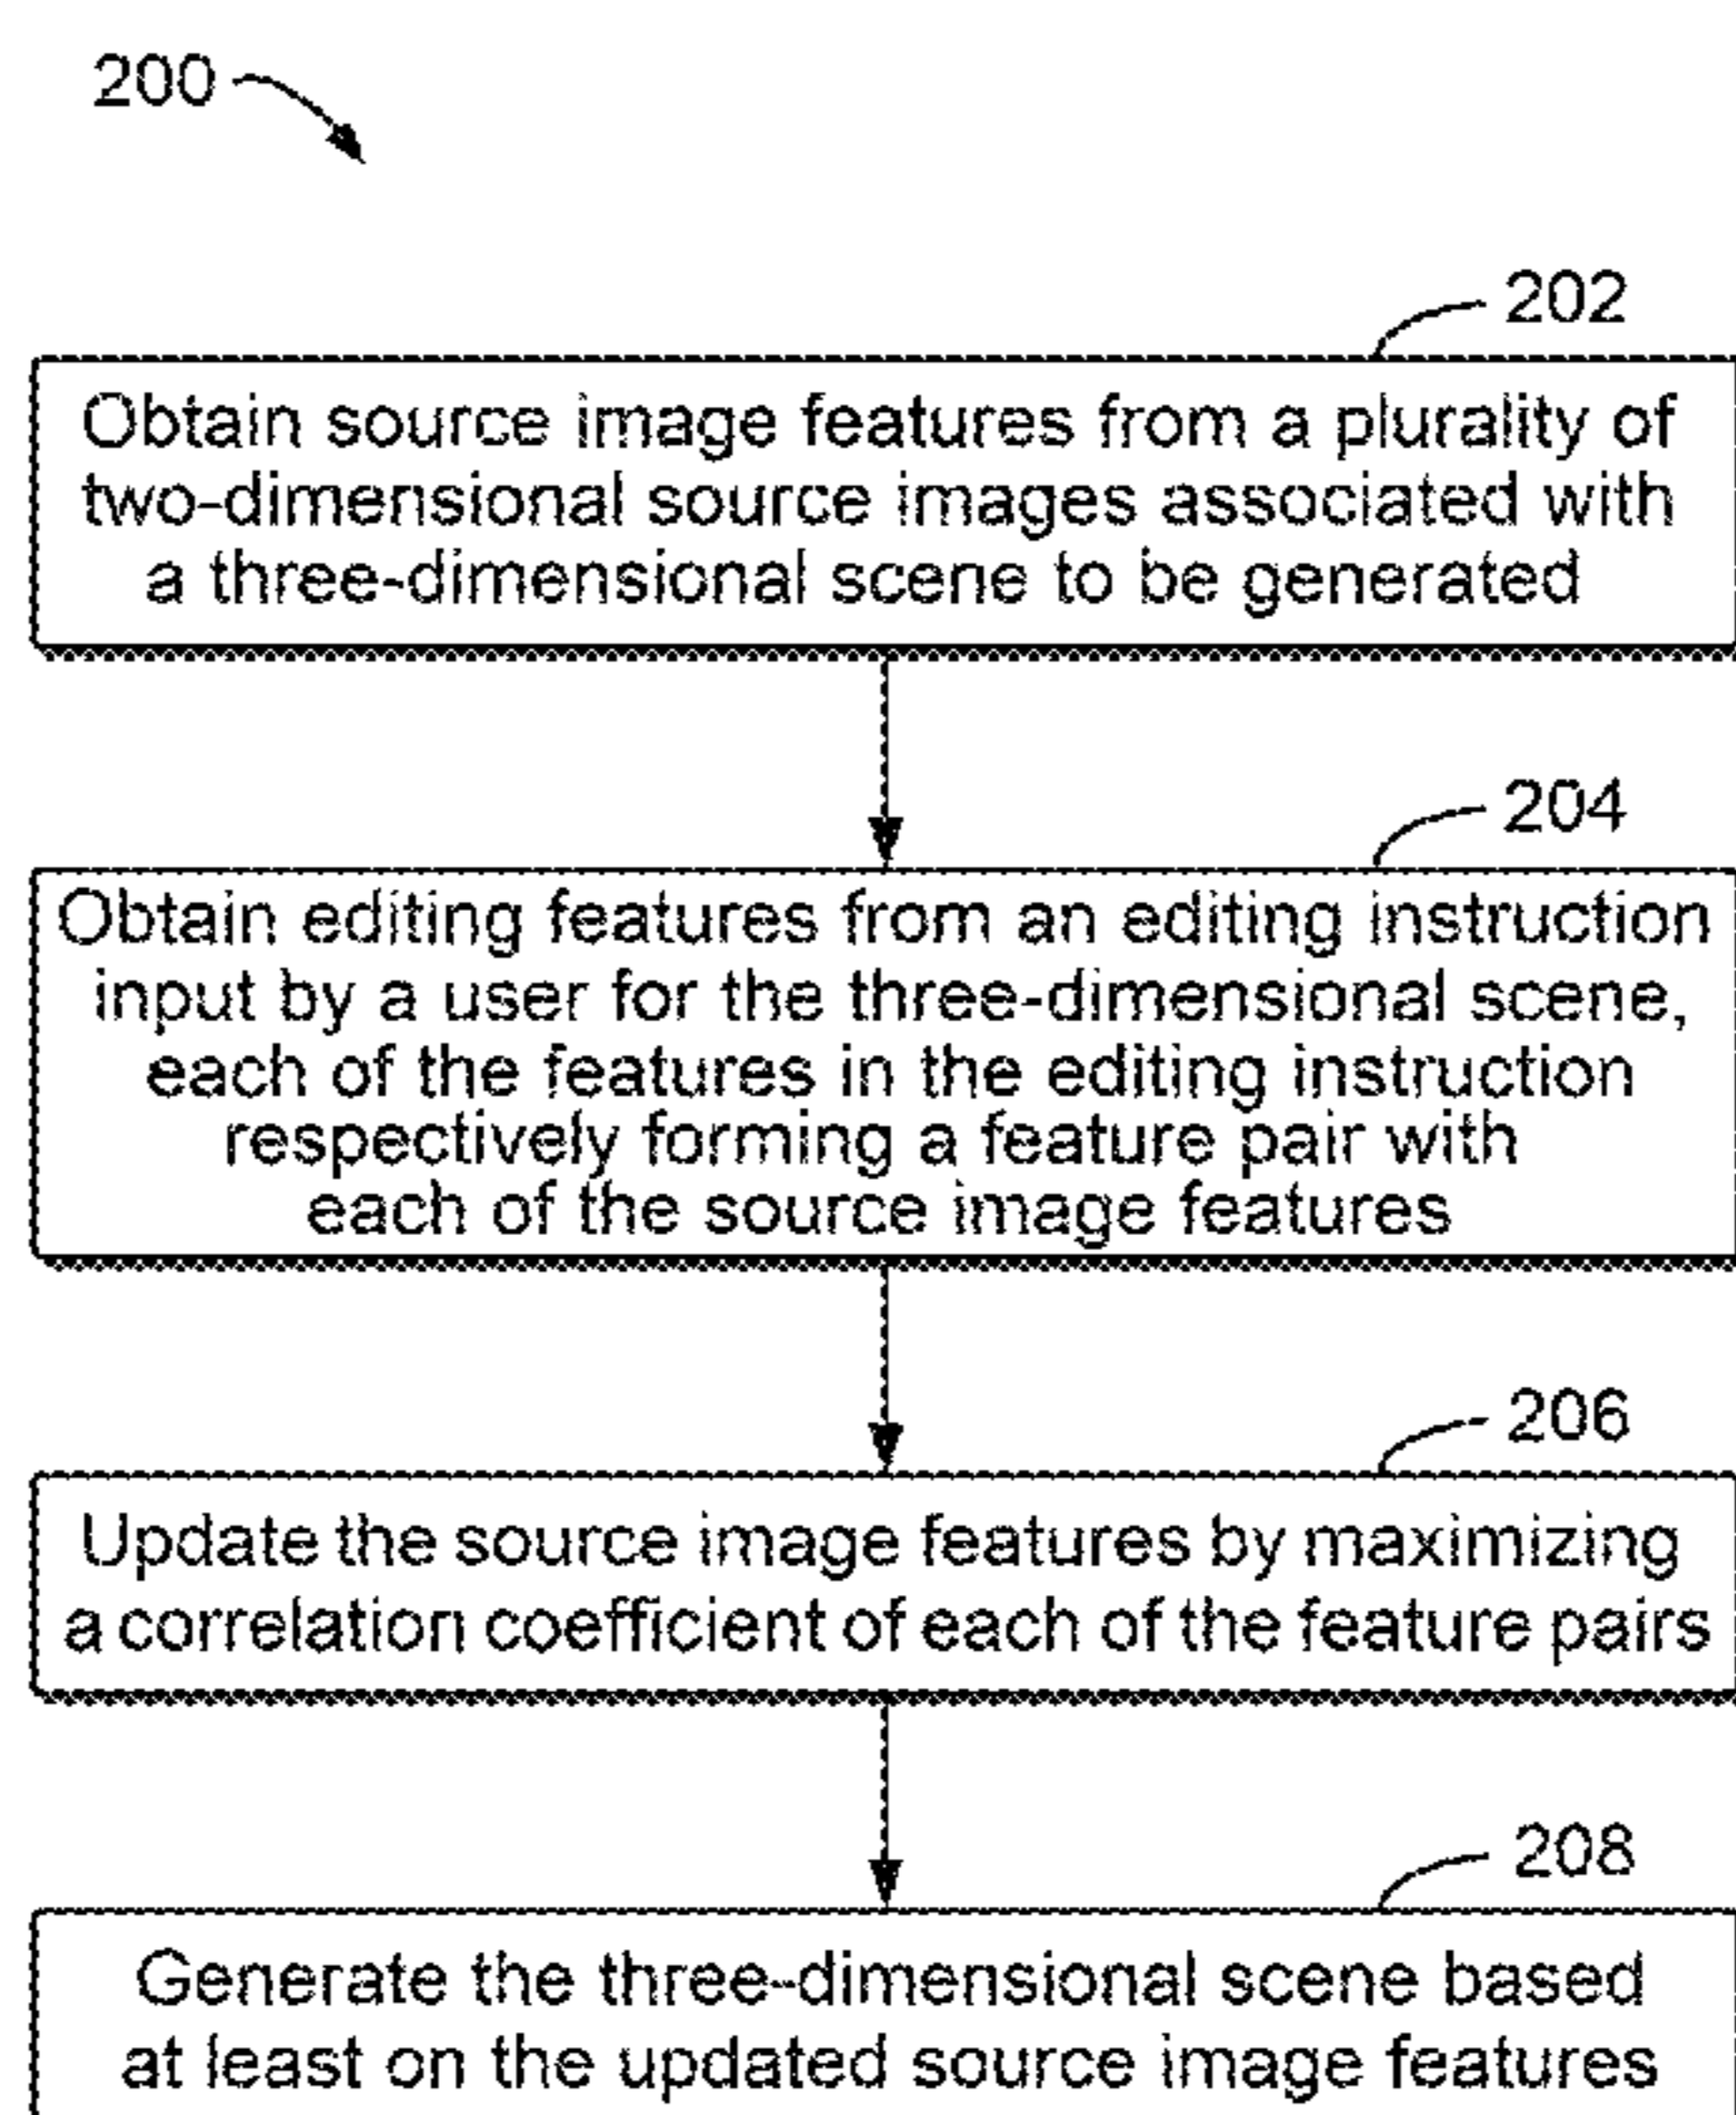 200
202
Obtain source image features from a plurality of
two-dimensional source images associated with
a three-dimensional scene to be generated
204
Obtain editing features from an editing instruction
input by a user for the three-dimensional scene,
each of the features in the editing instruction
respectively forming a feature pair with
each of the source image features
206
Update the source image features by maximizing
a correlation coefficient of each of the feature pairs
208
Generate the three-dimensional scene based
at least on the updated source image features